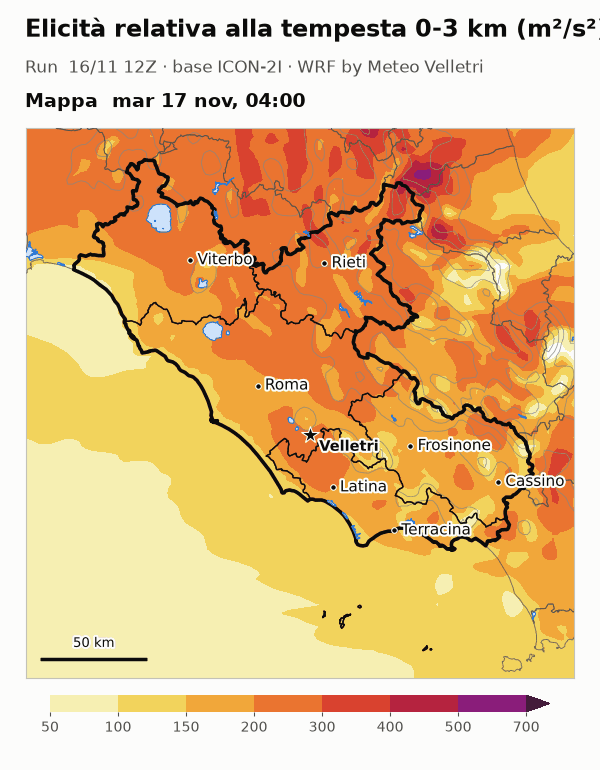 Elicità relativa alla tempesta 0-3 km (m²/s²)
Run 16/11 12Z · base ICON-2I · WRF by Meteo Velletri
Mappa mar 17 nov, 04:00
Viterbo
Rieti
Roma
Velletri
Frosinone
Cassino
Latina
Terracina
50 km
50 100 150 200 300 400 500 700